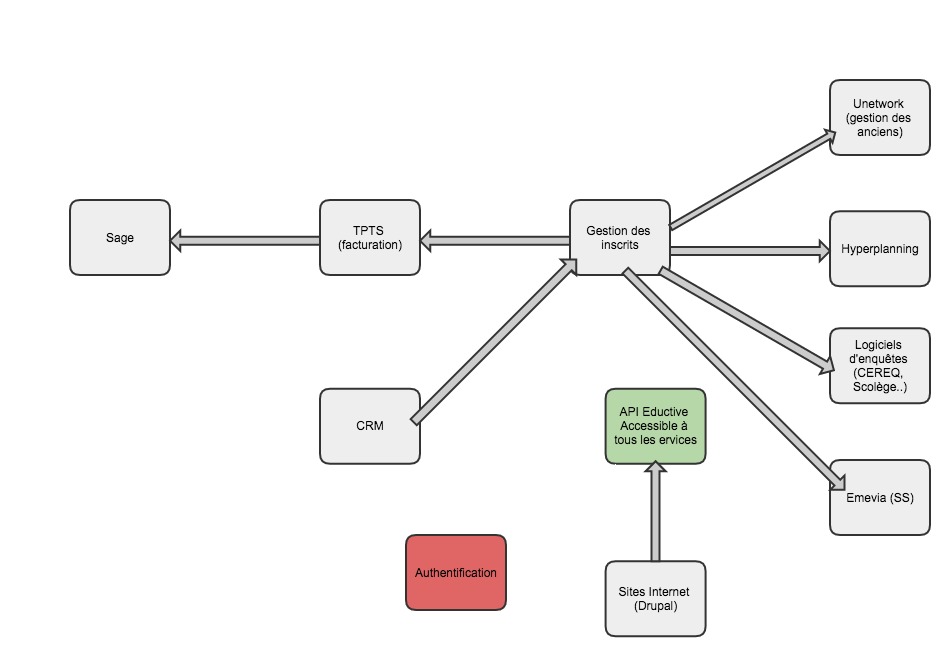 Unetwork
(gestion des
anciens)
Sage
TPTS
(facturation)
Gestion des
inscrits
Hyperplanning
Logiciels
d'enquêtes
(CEREQ,
Scolège..)
CRM
API Eductive
Accessible à
tous les ervices
Emevia (SS)
Authentification
Sites Internet
(Drupal)